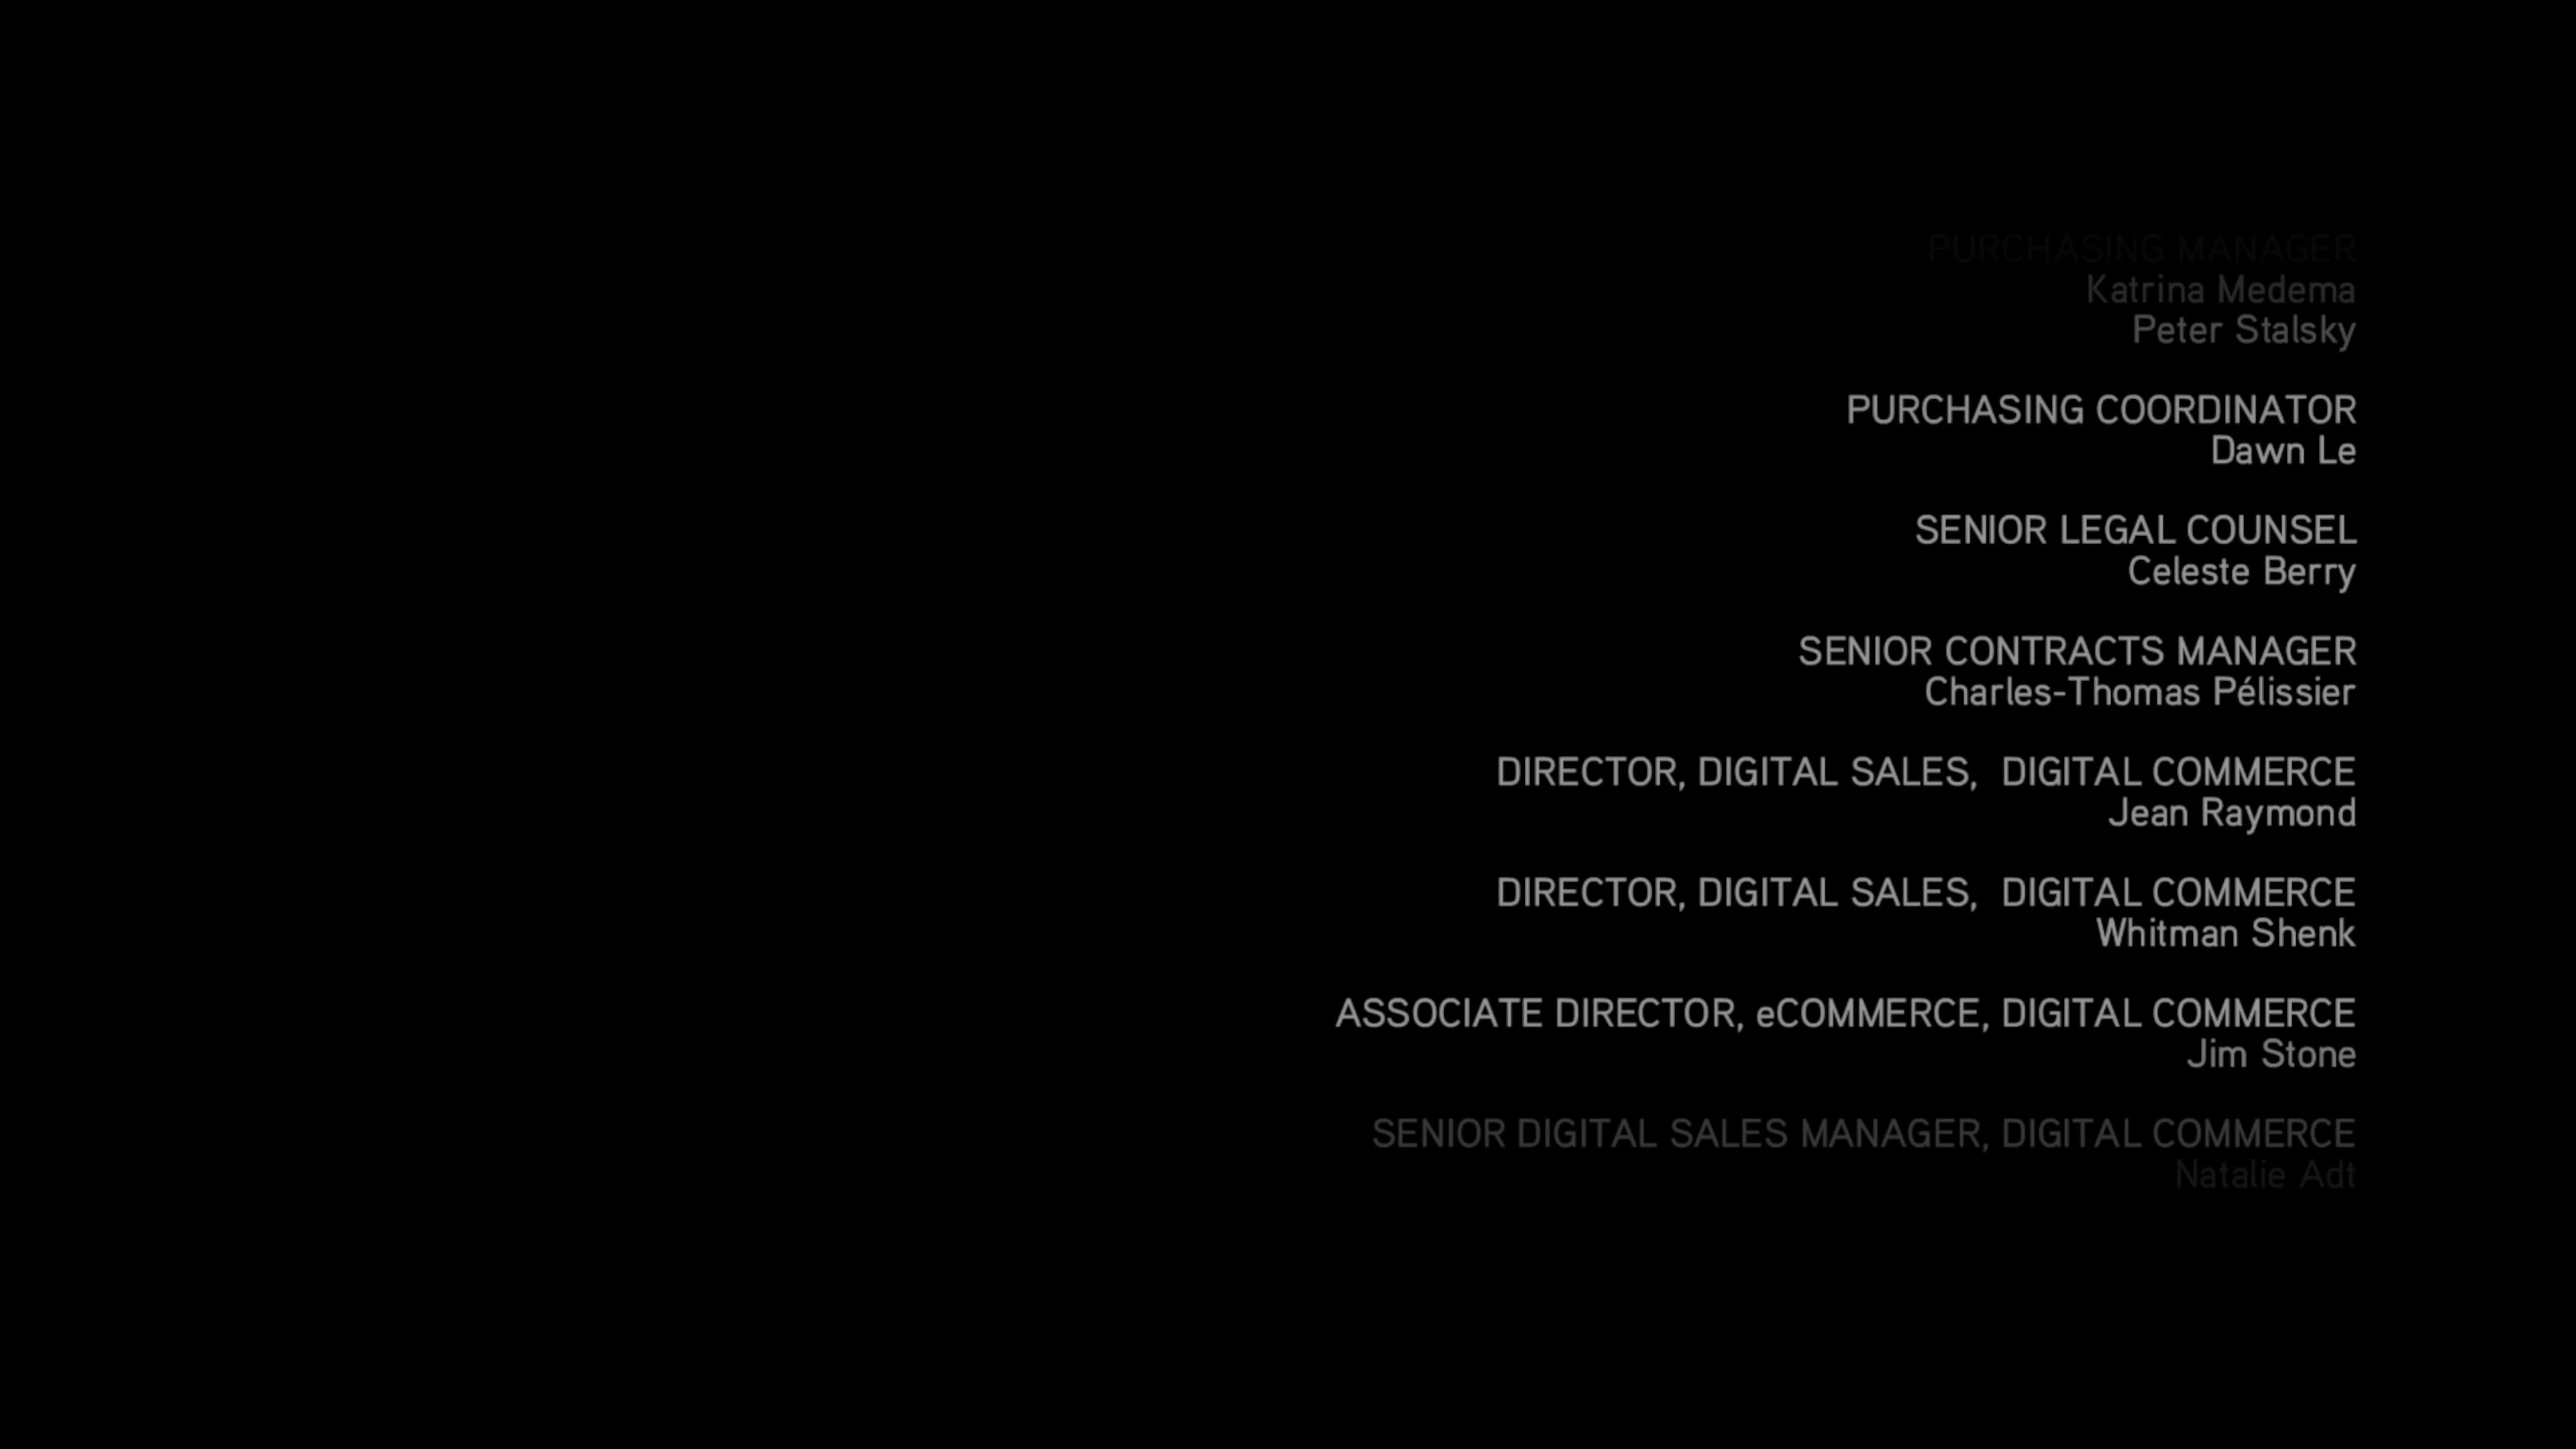 PURCHASING MANAGER
Katrina Medema
Peter Stalsky
PURCHASING COORDINATOR
Dawn Le
SENIOR LEGAL COUNSEL
Celeste Berry
SENIOR CONTRACTS MANAGER
Charles-Thomas Pélissier
DIRECTOR, DIGITAL SALES,  DIGITAL COMMERCE
Jean Raymond
DIRECTOR, DIGITAL SALES,  DIGITAL COMMERCE
Whitman Shenk
ASSOCIATE DIRECTOR, eCOMMERCE, DIGITAL COMMERCE
Jim Stone
SENIOR DIGITAL SALES MANAGER, DIGITAL COMMERCE
Natalie Adt